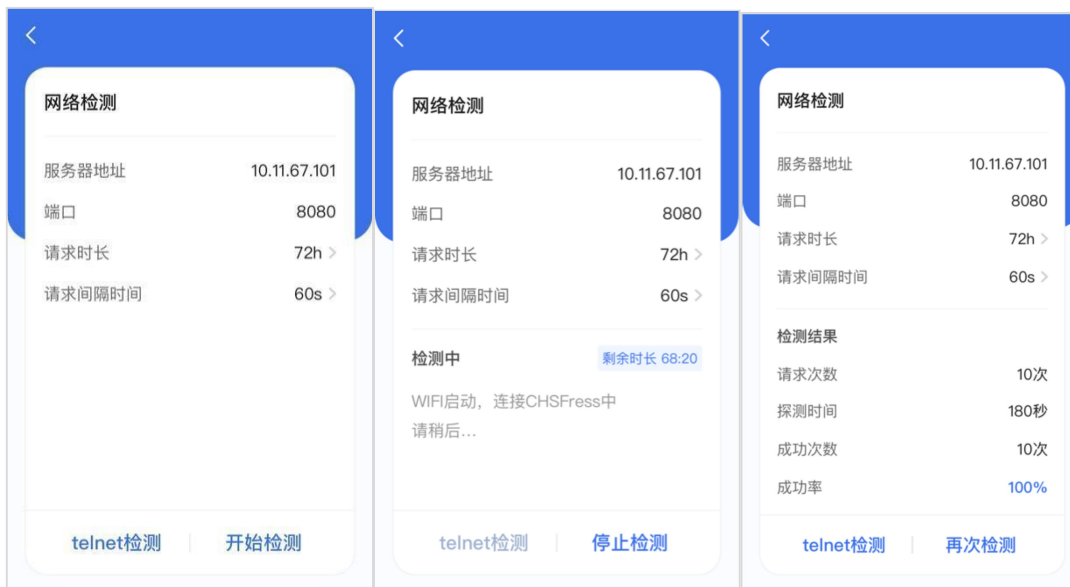 网络检测
服务器地址 10.11.67.101
端口 8080
请求时长 72h
请求间隔时间 60s
telnet检测 开始检测
网络检测
服务器地址 10.11.67.101
端口 8080
请求时长 72h
请求间隔时间 60s
检测中 剩余时长 68:20
WIFI启动，连接CHSFress中
请稍后...
telnet检测 停止检测
网络检测
服务器地址 10.11.67.101
端口 8080
请求时长 72h
请求间隔时间 60s
检测结果
请求次数 10次
探测时间 180秒
成功次数 10次
成功率 100%
telnet检测 再次检测